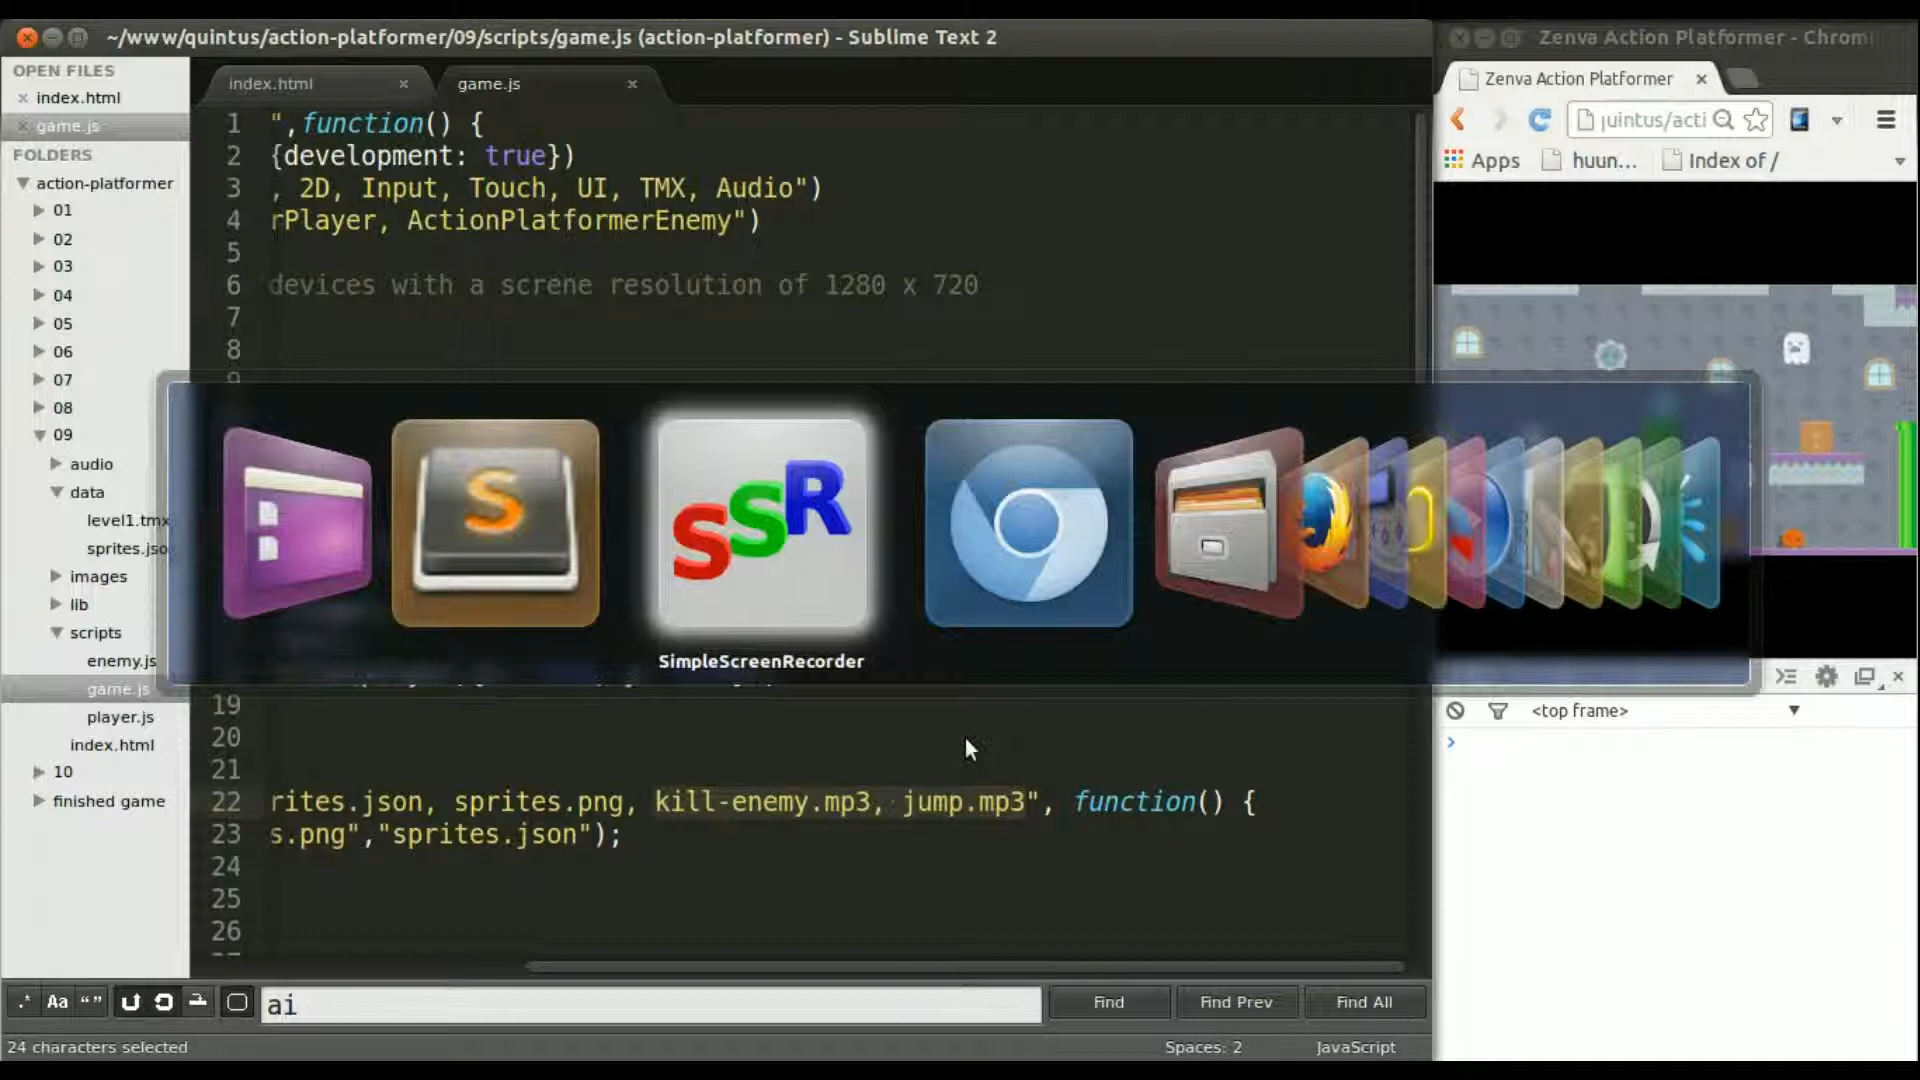 ~/www/quintus/action-platformer/09/scripts/game.js (action-platformer) - Sublime Text 2
OPEN FILES
index.html
game.js
FOLDERS
action-platformer
01
02
03
04
05
06
07
08
09
audio
data
level1.tmx
sprites.jso
images
lib
scripts
enemy.js
game.js
player.js
index.html
10
finished game
index.html
game.js
1 ",function() {
2 {development: true})
3 , 2D, Input, Touch, UI, TMX, Audio")
4 rPlayer, ActionPlatformerEnemy")
5
6 devices with a screne resolution of 1280 x 720
7
8
9
S
SSR
SimpleScreenRecorder
19
20
21
22 rites.json, sprites.png, kill-enemy.mp3, jump.mp3", function() {
23 s.png","sprites.json");
24
25
26
.* Aa “”
ai
Find
Find Prev
Find All
24 characters selected
Spaces: 2
JavaScript
Zenva Action Platformer - Chromi
Zenva Action Platformer
uintus/acti
Apps
huun...
Index of /
<top frame>